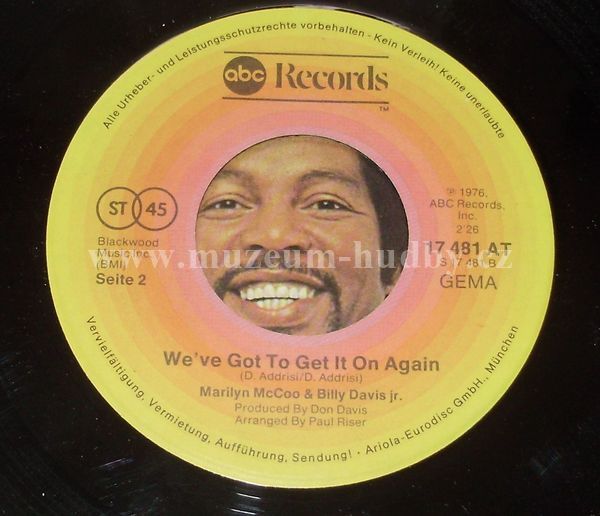 Alle Urheber- und Leistungsschutzrechte vorbehalten - Kein Verleih! Keine unerlaubte
abc Records
TM
ST 45
℗ 1976,
ABC Records,
Inc.
2'26
Blackwood
Music Inc.
(BMI)
Seite 2
17 481 AT
S 17 481 B
GEMA
www.muzeum-hudby.cz
We've Got To Get It On Again
(D. Addrisi/D. Addrisi)
Marilyn McCoo & Billy Davis jr.
Produced By Don Davis
Arranged By Paul Riser
Vervielfältigung, Vermietung, Aufführung, Sendung! · Ariola-Eurodisc GmbH., München